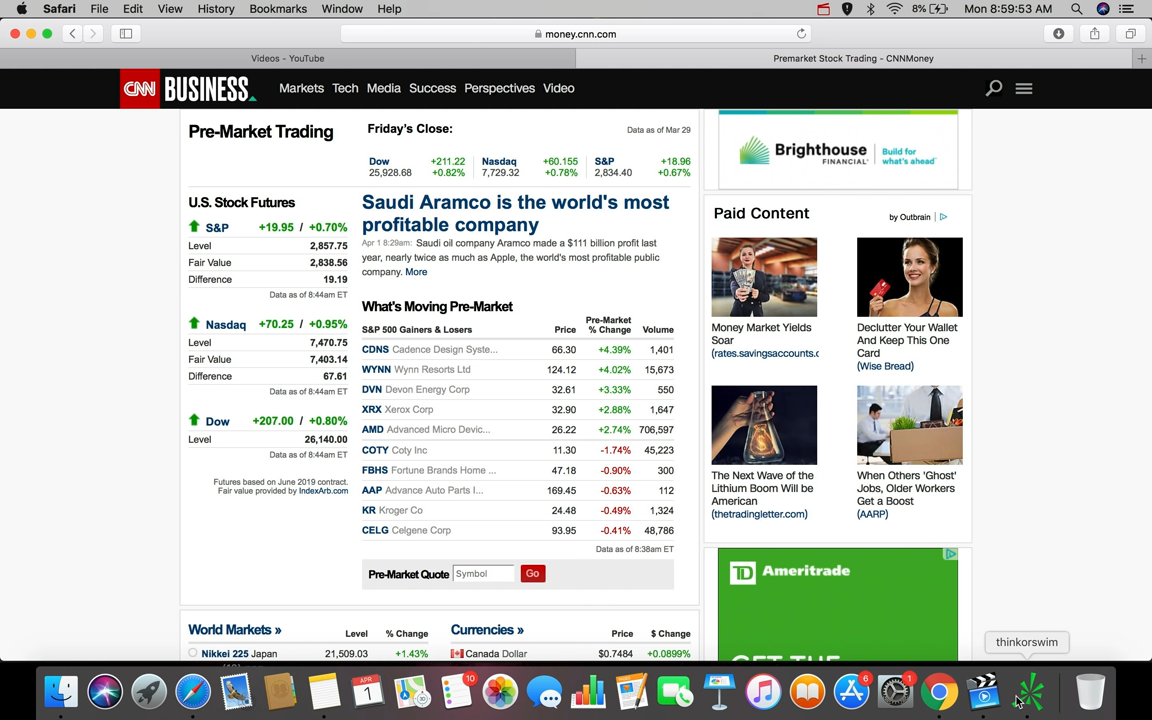 Safari File Edit View History Bookmarks Window Help 8% Mon 8:59:53 AM
money.cnn.com
Videos - YouTube Premarket Stock Trading - CNNMoney
CNN BUSINESS Markets Tech Media Success Perspectives Video
Pre-Market Trading
Friday's Close: Data as of Mar 29
Dow +211.22 Nasdaq +60.155 S&P +18.96
25,928.68 +0.82% 7,729.32 +0.78% 2,834.40 +0.67%
U.S. Stock Futures
S&P +19.95 / +0.70%
Level 2,857.75
Fair Value 2,838.56
Difference 19.19
Data as of 8:44am ET
Nasdaq +70.25 / +0.95%
Level 7,470.75
Fair Value 7,403.14
Difference 67.61
Data as of 8:44am ET
Dow +207.00 / +0.80%
Level 26,140.00
Data as of 8:44am ET
Futures based on June 2019 contract.
Fair value provided by IndexArb.com
Saudi Aramco is the world's most
profitable company
Apr 1 8:29am: Saudi oil company Aramco made a $111 billion profit last
year, nearly twice as much as Apple, the world's most profitable public
company. More
What's Moving Pre-Market
S&P 500 Gainers & Losers Price Pre-Market % Change Volume
CDNS Cadence Design Syste... 66.30 +4.39% 1,401
WYNN Wynn Resorts Ltd 124.12 +4.02% 15,673
DVN Devon Energy Corp 32.61 +3.33% 550
XRX Xerox Corp 32.90 +2.88% 1,647
AMD Advanced Micro Devic... 26.22 +2.74% 706,597
COTY Coty Inc 11.30 -1.74% 45,223
FBHS Fortune Brands Home ... 47.18 -0.90% 300
AAP Advance Auto Parts I... 169.45 -0.63% 112
KR Kroger Co 24.48 -0.49% 1,324
CELG Celgene Corp 93.95 -0.41% 48,786
Data as of 8:38am ET
Pre-Market Quote Symbol Go
World Markets » Level % Change
Nikkei 225 Japan 21,509.03 +1.43%
Currencies » Price $ Change
Canada Dollar $0.7484 +0.0899%
Brighthouse FINANCIAL Build for what's ahead
Paid Content by Outbrain
Money Market Yields
Soar
(rates.savingsaccounts.c
Declutter Your Wallet
And Keep This One
Card
(Wise Bread)
The Next Wave of the
Lithium Boom Will be
American
(thetradingletter.com)
When Others 'Ghost'
Jobs, Older Workers
Get a Boost
(AARP)
TD Ameritrade
GET THE
thinkorswim
APR
1
10
6
1